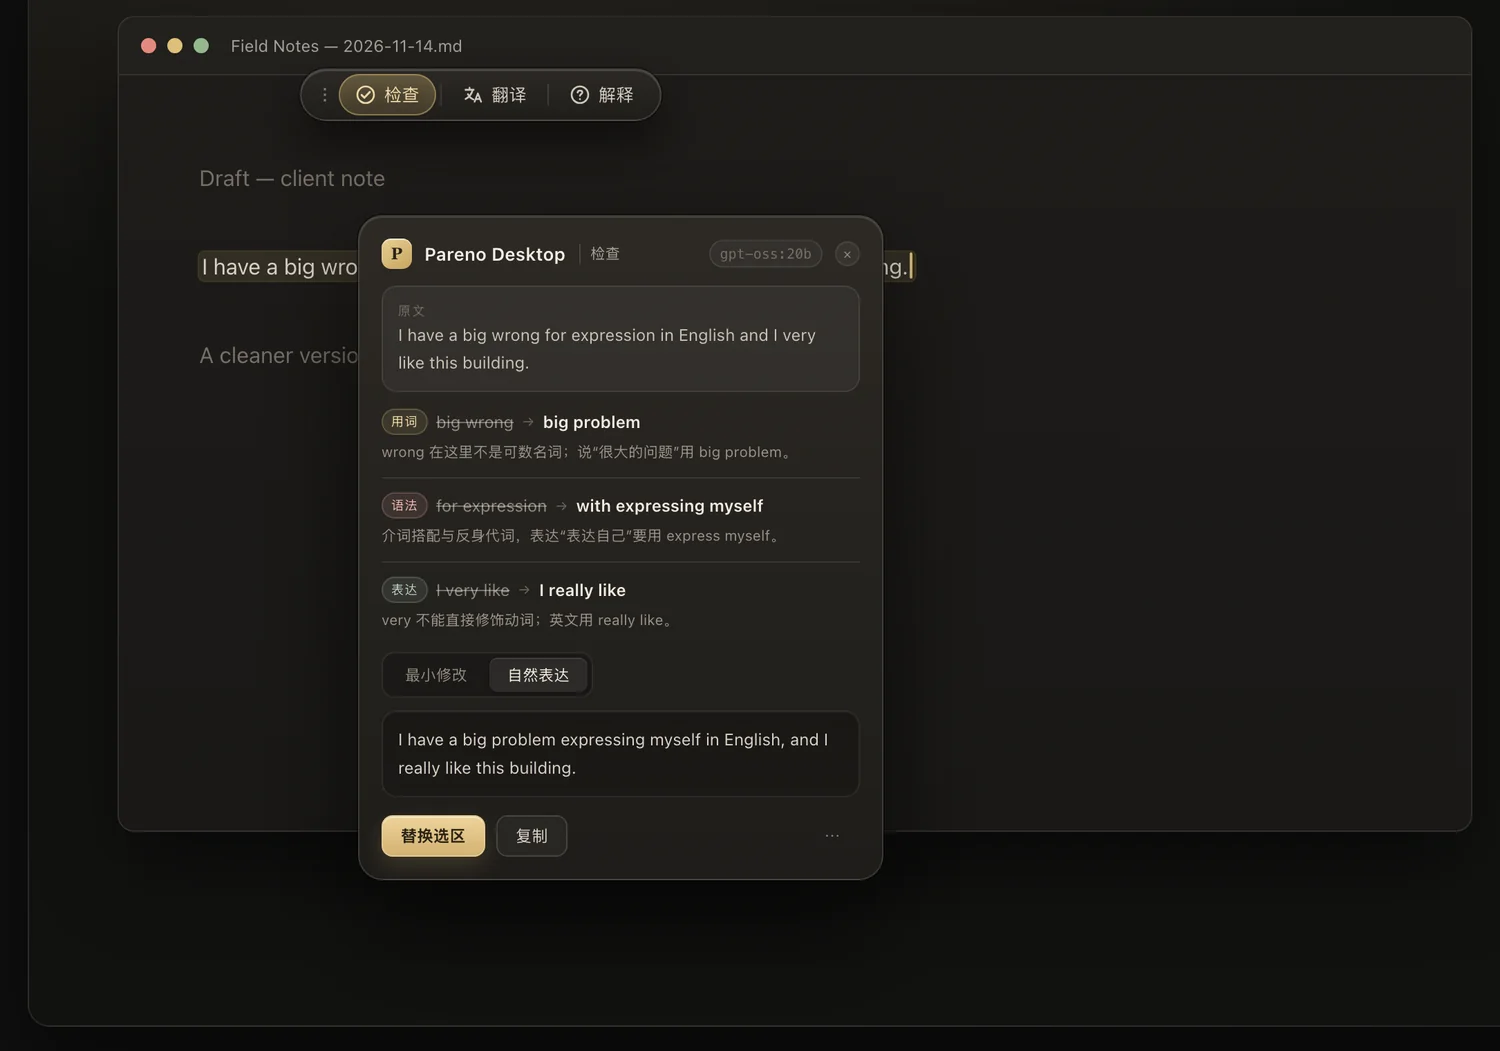 Field Notes — 2026-11-14.md
检查
翻译
解释
Draft — client note
I have a big wro
ng.
A cleaner versio
P
Pareno Desktop
检查
gpt-oss:20b
×
原文
I have a big wrong for expression in English and I very
like this building.
用词 big wrong → big problem
wrong 在这里不是可数名词；说“很大的问题”用 big problem。
语法 for expression → with expressing myself
介词搭配与反身代词，表达“表达自己”要用 express myself。
表达 I very like → I really like
very 不能直接修饰动词；英文用 really like。
最小修改
自然表达
I have a big problem expressing myself in English, and I
really like this building.
替换选区
复制
···